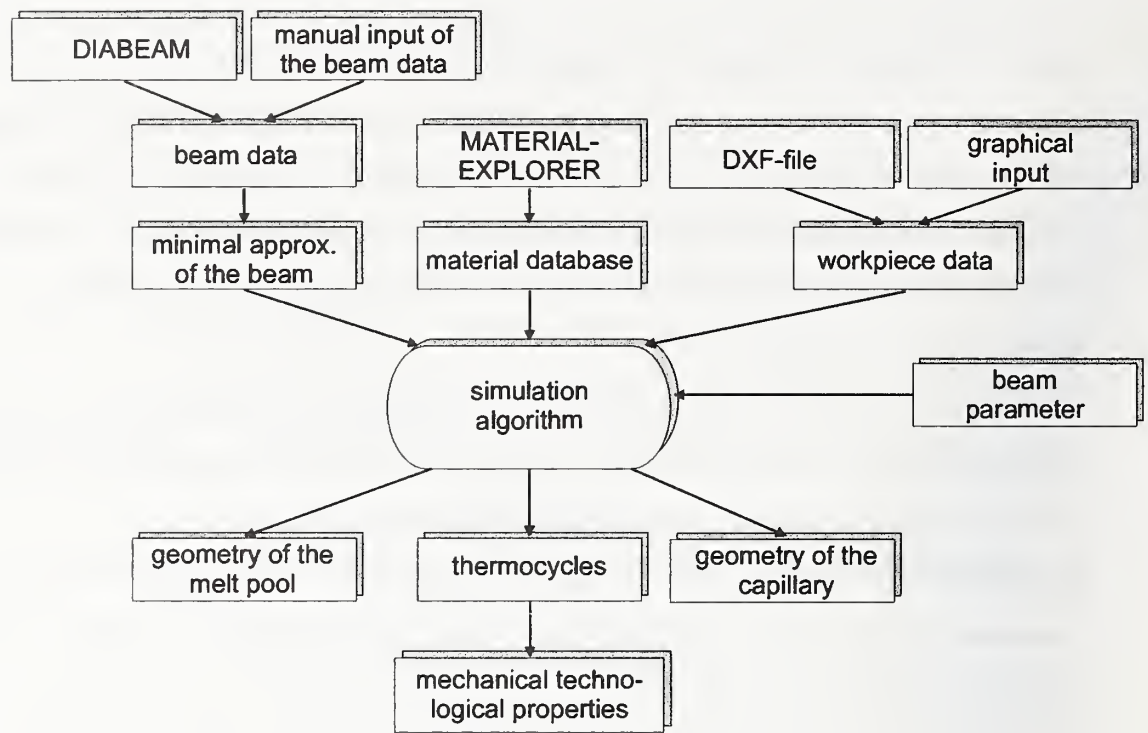 DIABEAM
manual input of
the beam data
beam data
MATERIAL-
EXPLORER
DXF-file
graphical
input
minimal approx.
of the beam
material database
workpiece data
simulation
algorithm
beam
parameter
geometry of the
melt pool
thermocycles
geometry of the
capillary
mechanical techno-
logical properties